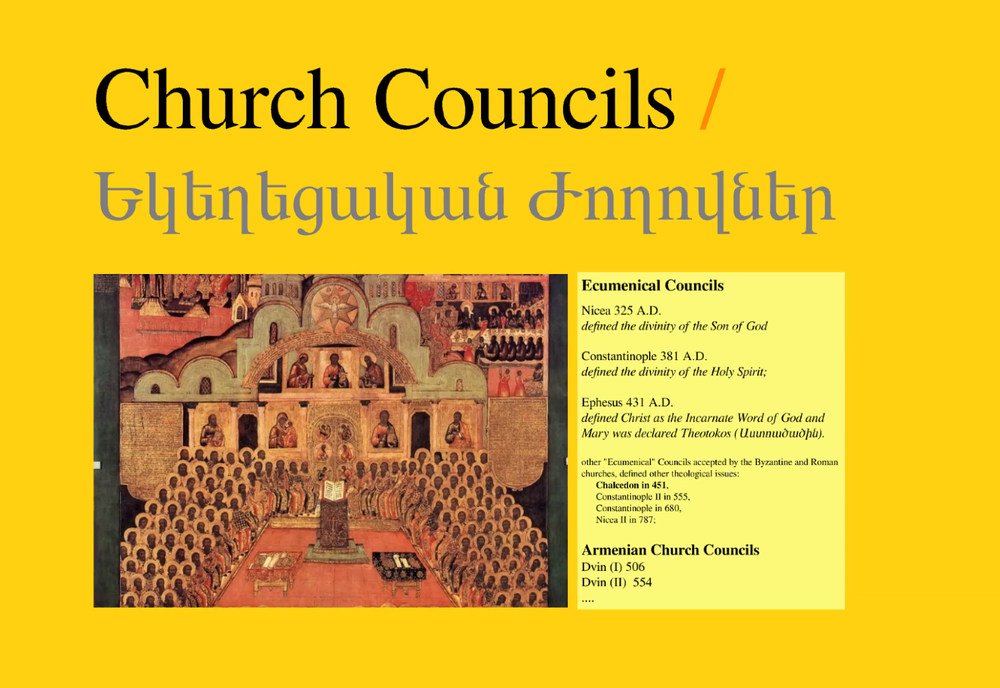 Church Councils /
Եկեղեցական Ժողովներ
Ecumenical Councils
Nicea 325 A.D.
defined the divinity of the Son of God
Constantinople 381 A.D.
defined the divinity of the Holy Spirit;
Ephesus 431 A.D.
defined Christ as the Incarnate Word of God and
Mary was declared Theotokos (Աստուածածին).
other "Ecumenical" Councils accepted by the Byzantine and Roman
churches, defined other theological issues:
Chalcedon in 451,
Constantinople II in 555,
Constantinople in 680,
Nicea II in 787;
Armenian Church Councils
Dvin (I) 506
Dvin (II) 554
....